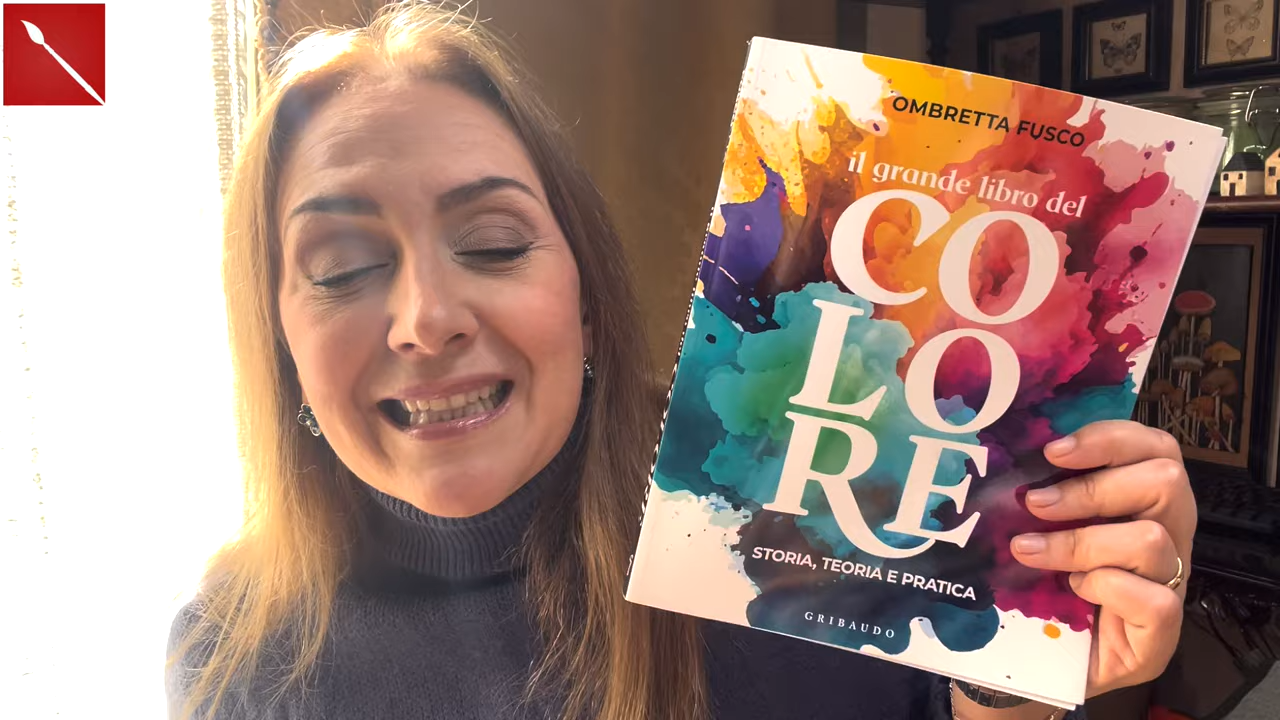 OMBRETTA FUSCO
il grande libro del
CO
LO
RE
STORIA, TEORIA E PRATICA
GRIBAUDO